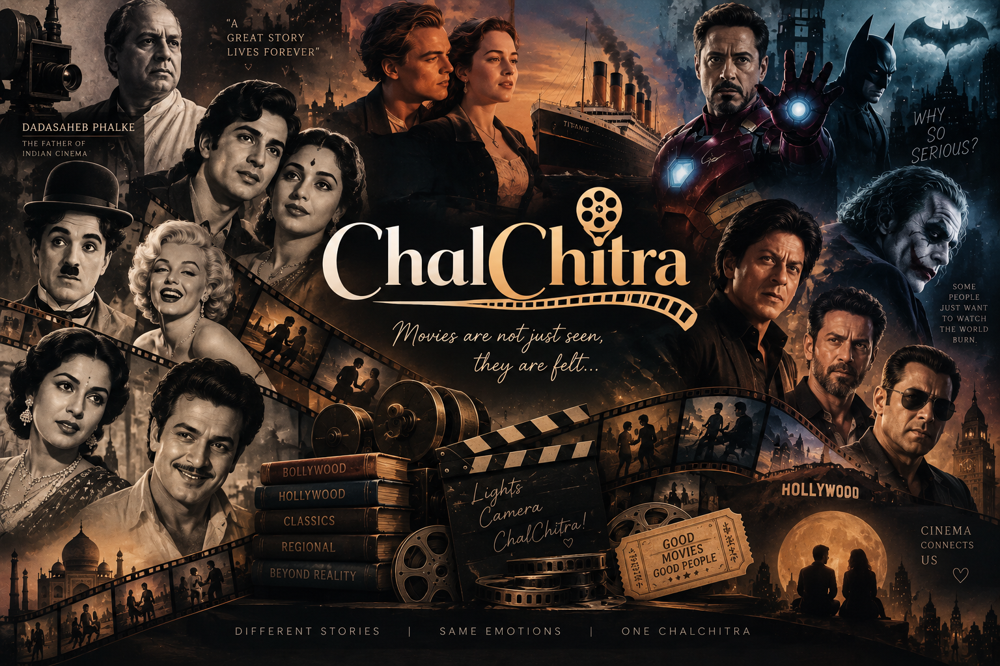 "A
GREAT STORY
LIVES FOREVER"
DADASAHEB PHALKE
THE FATHER OF
INDIAN CINEMA
TITANIC
WHY
SO
SERIOUS?
ChalChitra
Movies are not just seen,
they are felt...
SOME
PEOPLE
JUST WANT
TO WATCH
THE WORLD
BURN.
BOLLYWOOD
HOLLYWOOD
CLASSICS
REGIONAL
BEYOND REALITY
Lights
Camera
ChalChitra!
GOOD
MOVIES
GOOD PEOPLE
HOLLYWOOD
CINEMA
CONNECTS
US
DIFFERENT STORIES | SAME EMOTIONS | ONE CHALCHITRA